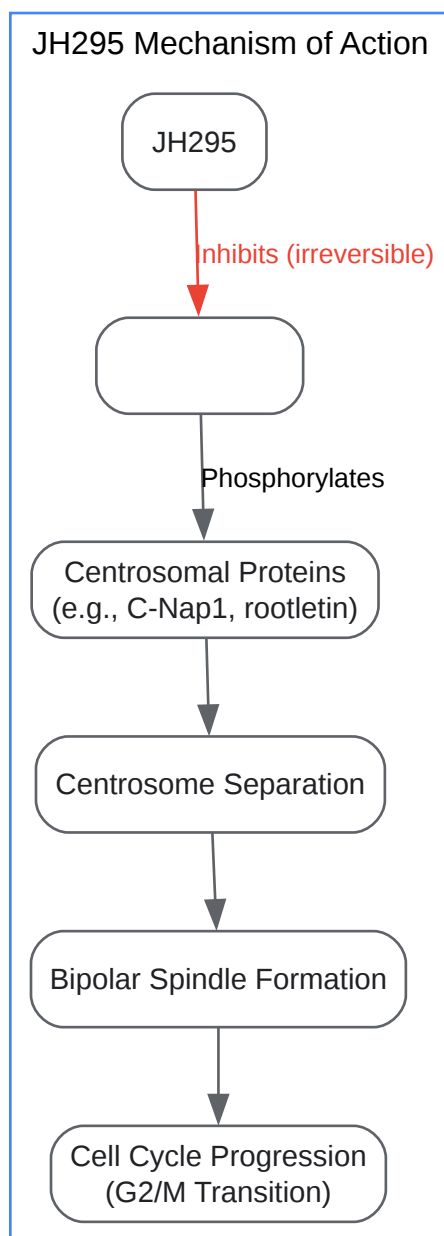 JH295 Mechanism of Action
JH295
Inhibits (irreversible)
Phosphorylates
Centrosomal Proteins
(e.g., C-Nap1, rootletin)
Centrosome Separation
Bipolar Spindle Formation
Cell Cycle Progression
(G2/M Transition)